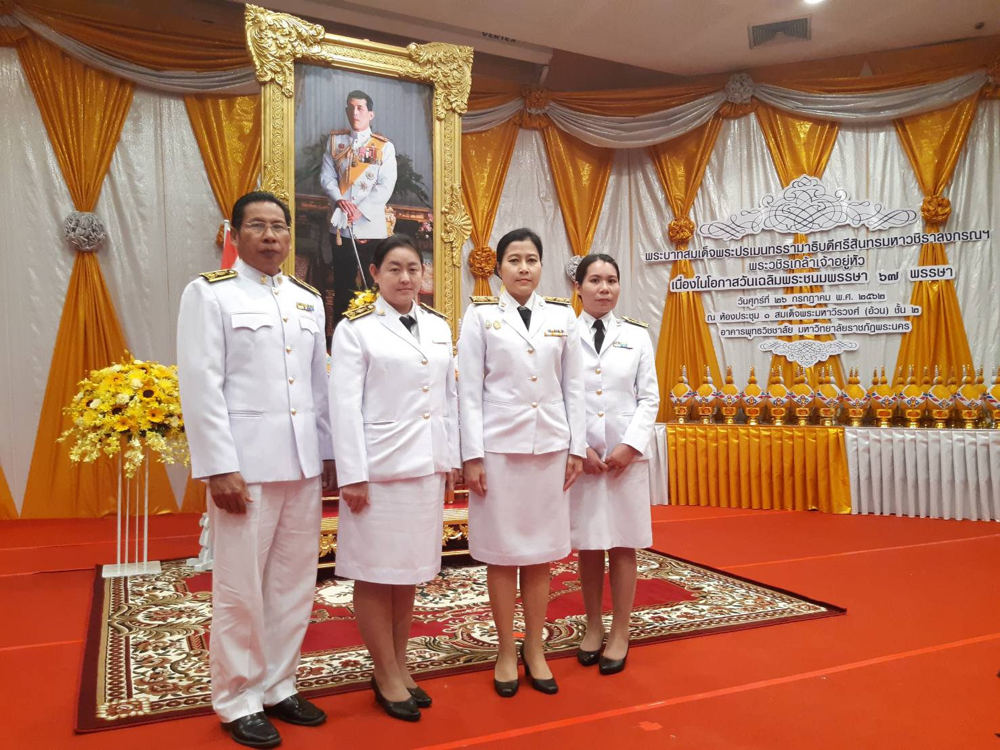 VERTEX
พระบาทสมเด็จพระปรเมนทรรามาธิบดีศรีสินทรมหาวชิราลงกรณฯ
พระวชิรเกล้าเจ้าอยู่หัว
เนื่องในโอกาสวันเฉลิมพระชนมพรรษา ๖๗ พรรษา
วันศุกร์ที่ ๒๖ กรกฎาคม พ.ศ. ๒๕๖๒
ณ ห้องประชุม ๑ สมเด็จพระมหาวีรวงศ์ (อ้วน) ชั้น ๒
อาคารพุทธวิชชาลัย มหาวิทยาลัยราชภัฏพระนคร